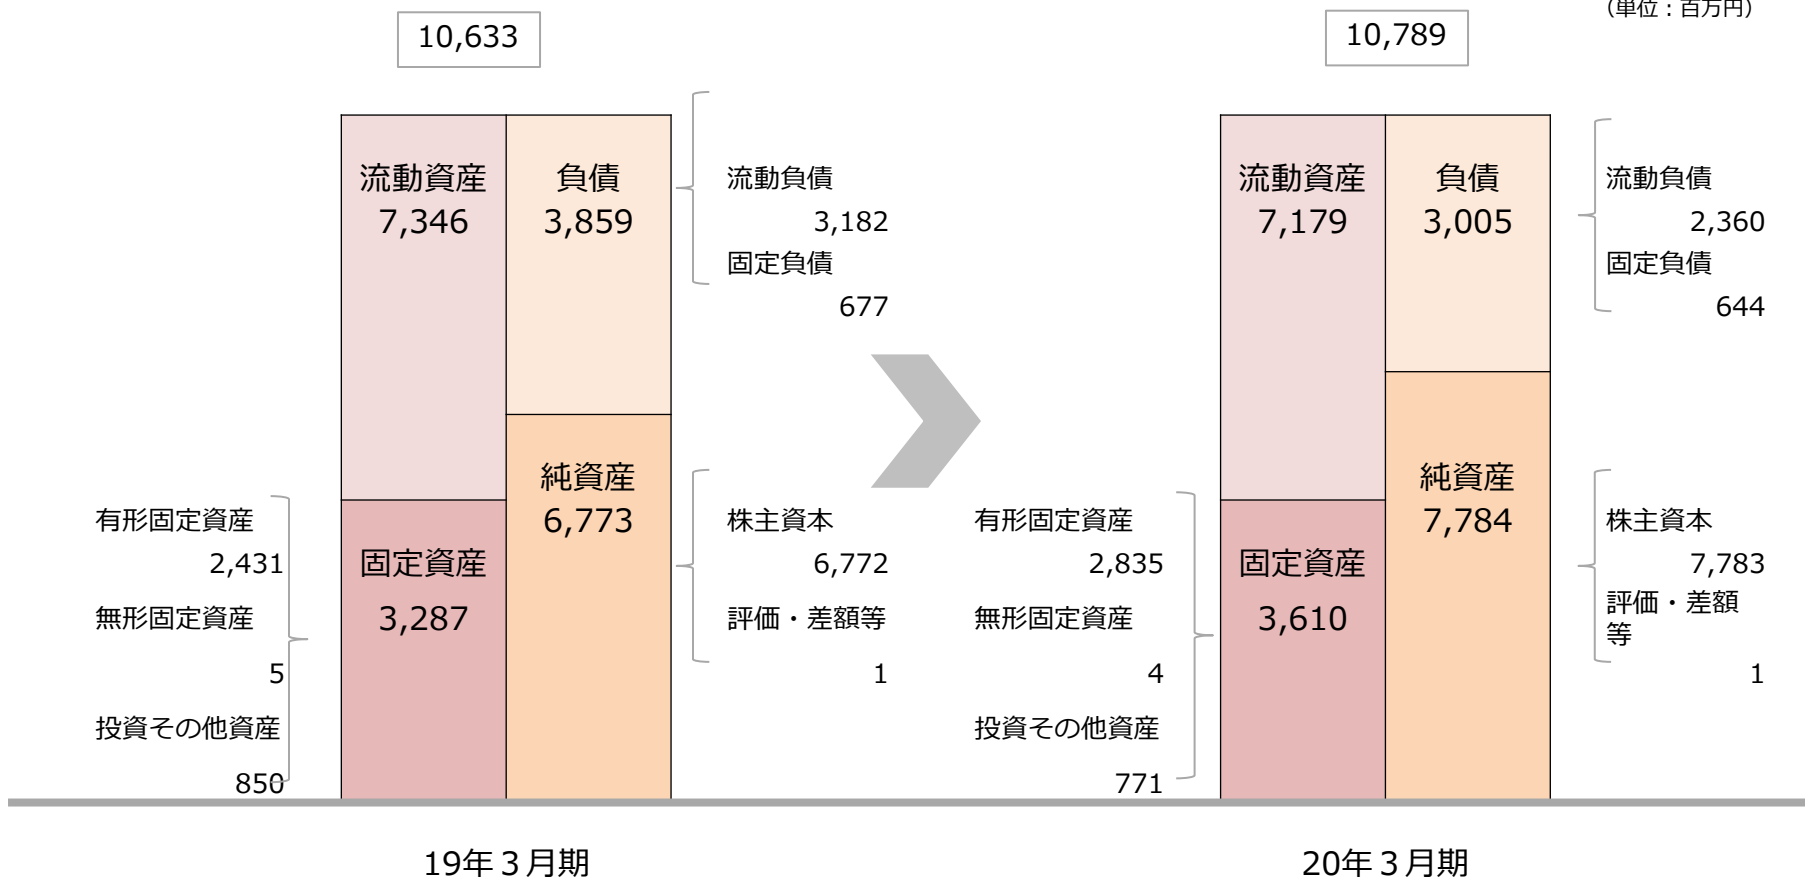 （単位：百万円）
10,633
流動資産
7,346
負債
3,859
流動負債
3,182
固定負債
677
純資産
6,773
株主資本
6,772
評価・差額等
1
固定資産
3,287
有形固定資産
2,431
無形固定資産
5
投資その他資産
850
19年３月期
10,789
流動資産
7,179
負債
3,005
流動負債
2,360
固定負債
644
純資産
7,784
株主資本
7,783
評価・差額
等
1
固定資産
3,610
有形固定資産
2,835
無形固定資産
4
投資その他資産
771
20年３月期